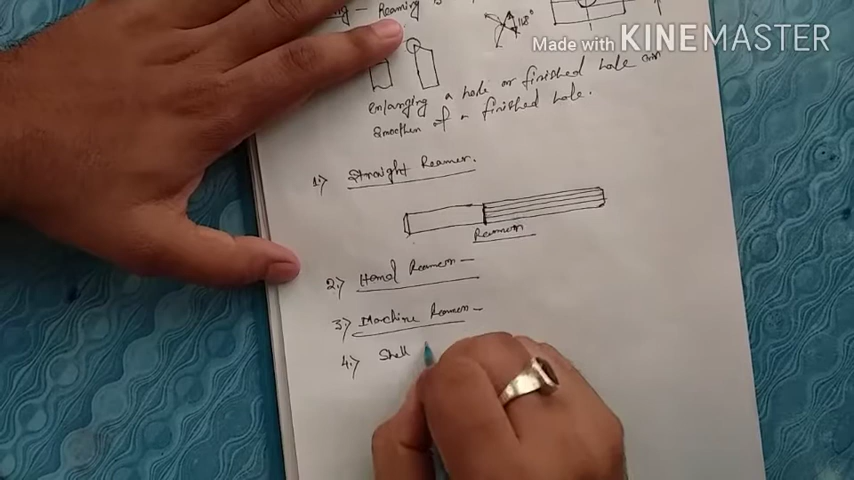 Reaming is
118°
Made with KINEMASTER
enlarging a hole or finished hole
Smoothen of a finished hole.
1.> Straight Reamer.
Reamer
2.> Hand Reamer —
3.> Machine Reamer —
4.> Shell